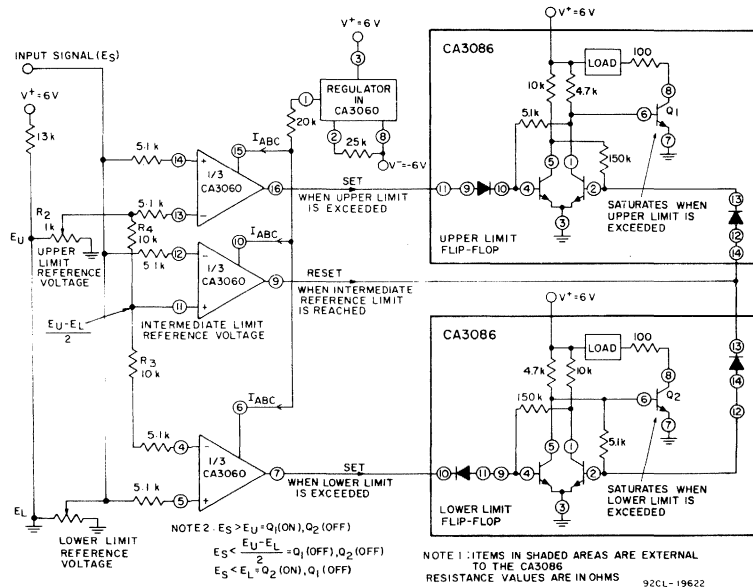 INPUT SIGNAL (ES)
V+=6V
13k
5.1k
14
+
15
IABC
1/3
CA3060
16
5.1k
13
−
R2
1k
EU
UPPER
LIMIT
REFERENCE
VOLTAGE
R4
10k
5.1k
12
−
10
IABC
1/3
CA3060
9
11
+
EU-EL
2
INTERMEDIATE LIMIT
REFERENCE VOLTAGE
R3
10k
5.1k
4
−
6
IABC
1/3
CA3060
7
5.1k
5
+
EL
LOWER LIMIT
REFERENCE
VOLTAGE
V+=6V
3
REGULATOR
IN
CA3060
1
20k
2
8
25k
V-=-6V
SET
WHEN UPPER LIMIT
IS EXCEEDED
RESET
WHEN INTERMEDIATE
REFERENCE LIMIT
IS REACHED
SET
WHEN LOWER LIMIT
IS EXCEEDED
V+=6V
CA3086
LOAD
100
10k
4.7k
8
5.1k
6
Q1
7
5
1
150k
11
9
10
4
2
3
SATURATES WHEN
UPPER LIMIT IS
EXCEEDED
UPPER LIMIT
FLIP-FLOP
13
12
14
V+=6V
CA3086
LOAD
100
4.7k
10k
8
150k
6
Q2
7
5
1
5.1k
10
11
9
4
2
3
SATURATES WHEN
LOWER LIMIT IS
EXCEEDED
LOWER LIMIT
FLIP-FLOP
13
14
12
NOTE 2. ES > EU = Q1(ON), Q2(OFF)
ES < EU-EL = Q1(OFF), Q2(OFF)
2
ES < EL = Q2(ON), Q1(OFF)
NOTE 1: ITEMS IN SHADED AREAS ARE EXTERNAL
TO THE CA3086
RESISTANCE VALUES ARE IN OHMS
92CL-19622